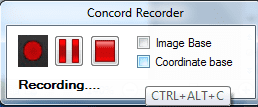 Concord Recorder
Image Base
Coordinate base
Recording....
CTRL+ALT+C